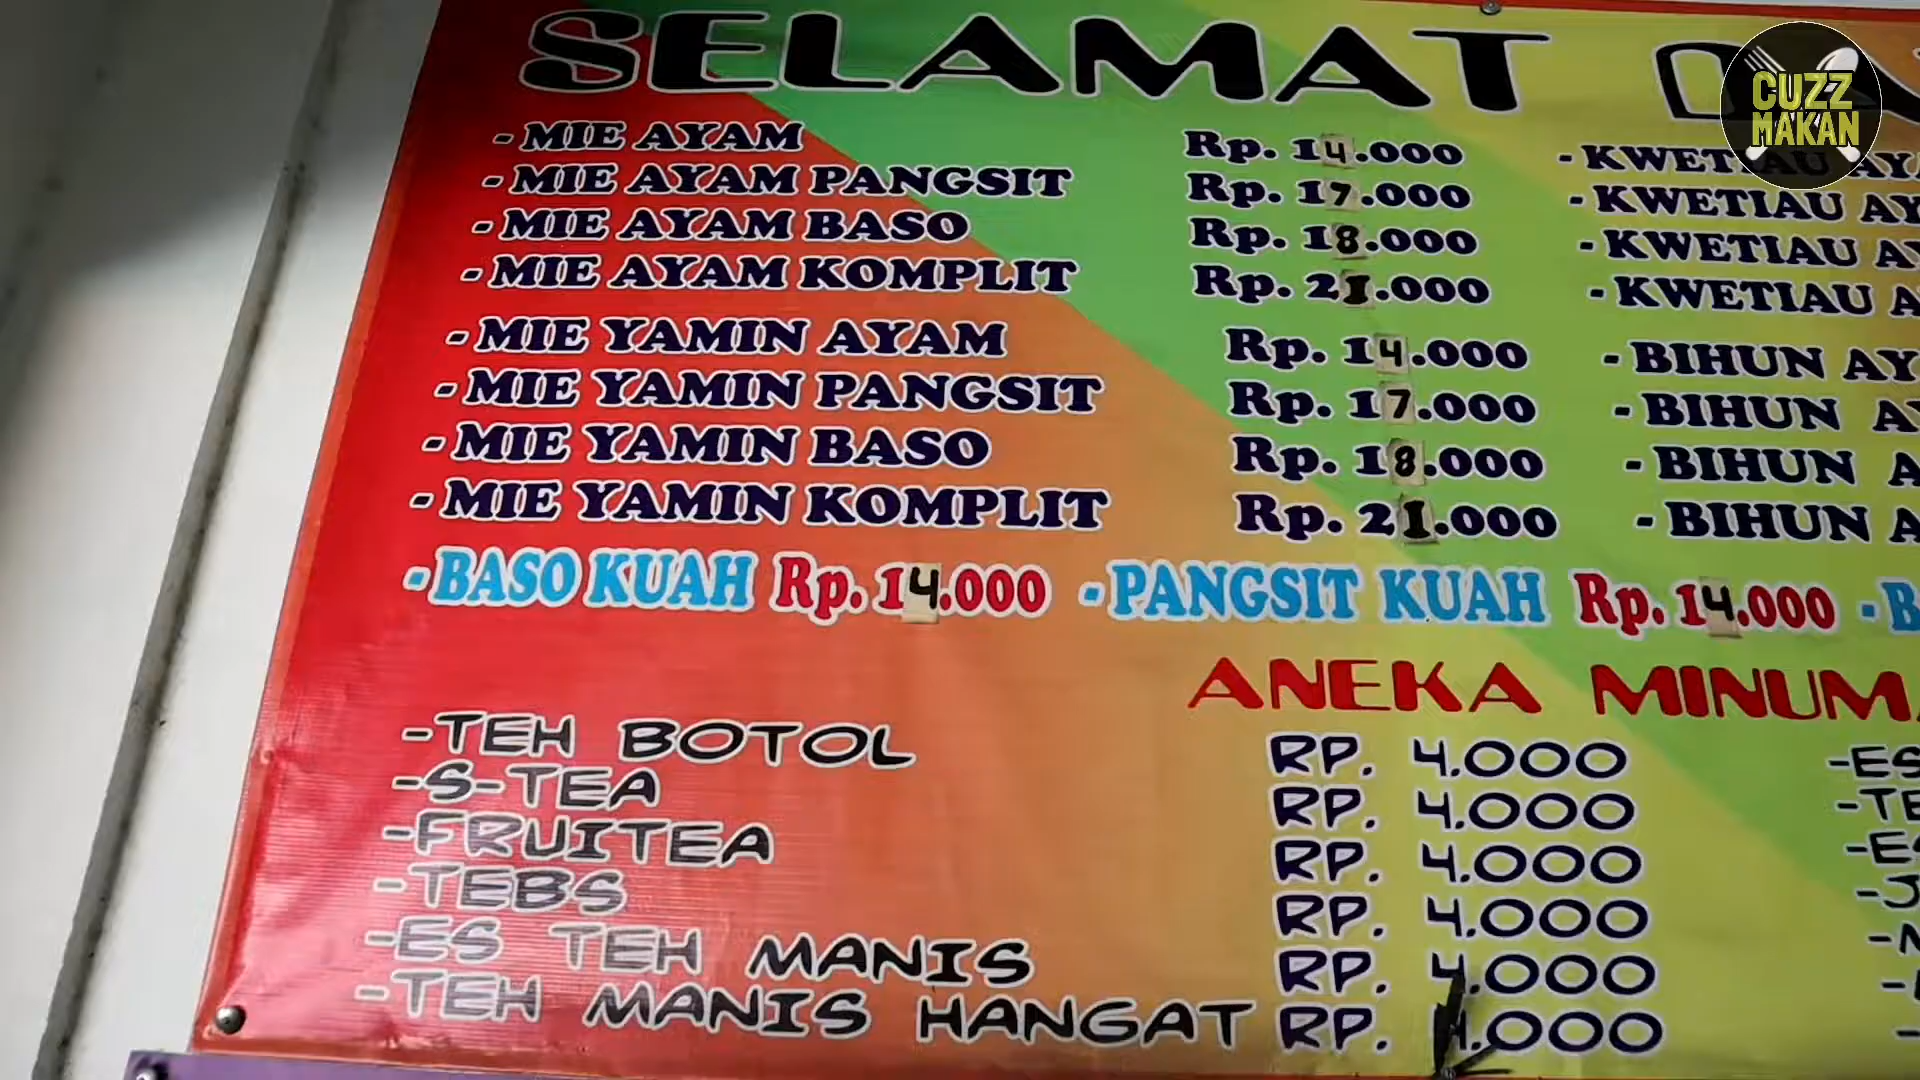 SELAMAT
CUZZ
MAKAN
- MIE AYAM Rp. 14.000 - KWETIAU
- MIE AYAM PANGSIT Rp. 17.000 - KWETIAU
- MIE AYAM BASO Rp. 18.000 - KWETIAU
- MIE AYAM KOMPLIT Rp. 21.000 - KWETIAU
- MIE YAMIN AYAM Rp. 14.000 - BIHUN
- MIE YAMIN PANGSIT Rp. 17.000 - BIHUN
- MIE YAMIN BASO Rp. 18.000 - BIHUN
- MIE YAMIN KOMPLIT Rp. 21.000 - BIHUN
- BASO KUAH Rp. 14.000 - PANGSIT KUAH Rp. 14.000
ANEKA
-TEH BOTOL RP. 4.000
-S-TEA RP. 4.000
-FRUITEA RP. 4.000
-TEBS RP. 4.000
-ES TEH MANIS RP. 4.000
-TEH MANIS HANGAT RP. 4.000